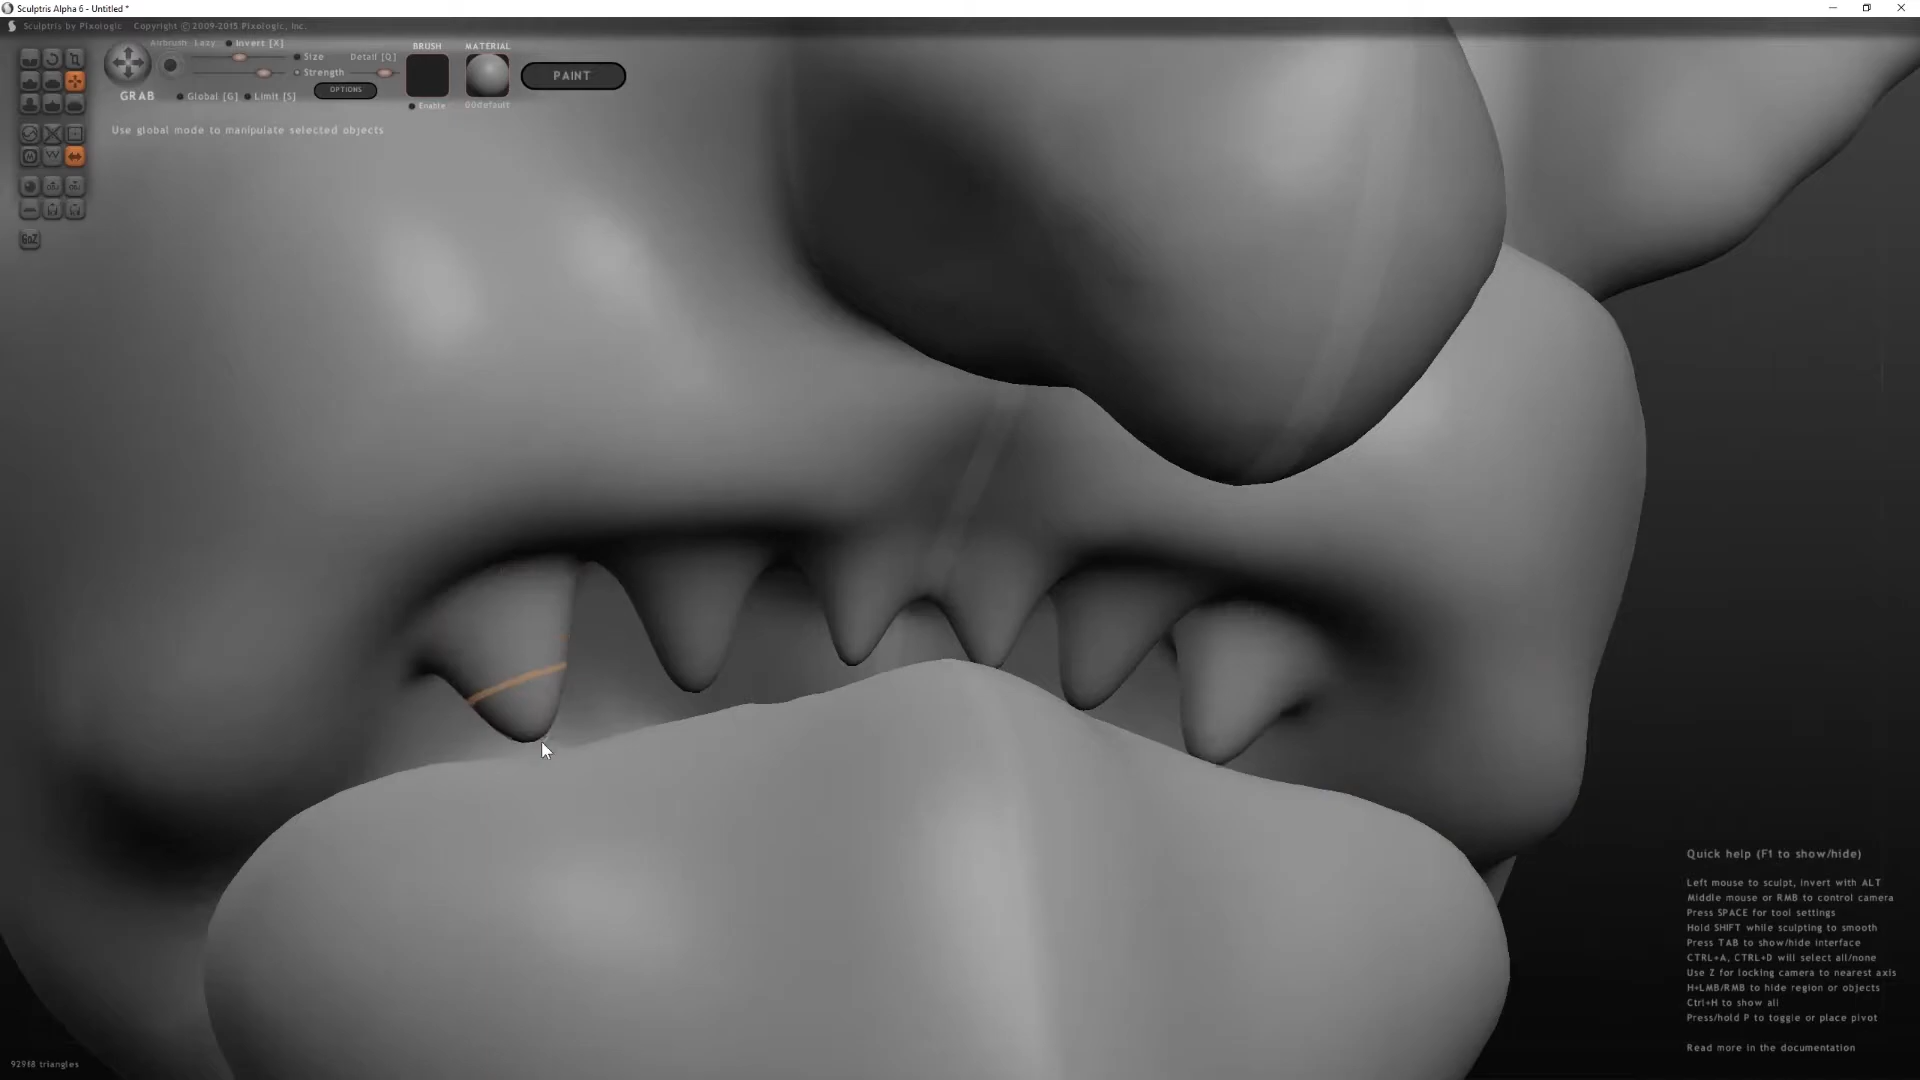 Sculptris Alpha 6 - Untitled *
Sculptris by Pixologic Copyright © 2009-2015 Pixologic, Inc.
Airbrush Lazy Invert [X]
Size Detail [Q]
Strength
GRAB
Global [G] Limit [S] OPTIONS
BRUSH
Enable
MATERIAL
00default
PAINT
Use global mode to manipulate selected objects
OBJ OBJ
GoZ
Quick help (F1 to show/hide)
Left mouse to sculpt, invert with ALT
Middle mouse or RMB to control camera
Press SPACE for tool settings
Hold SHIFT while sculpting to smooth
Press TAB to show/hide interface
CTRL+A, CTRL+D will select all/none
Use Z for locking camera to nearest axis
H+LMB/RMB to hide region or objects
Ctrl+H to show all
Press/hold P to toggle or place pivot
Read more in the documentation
triangles